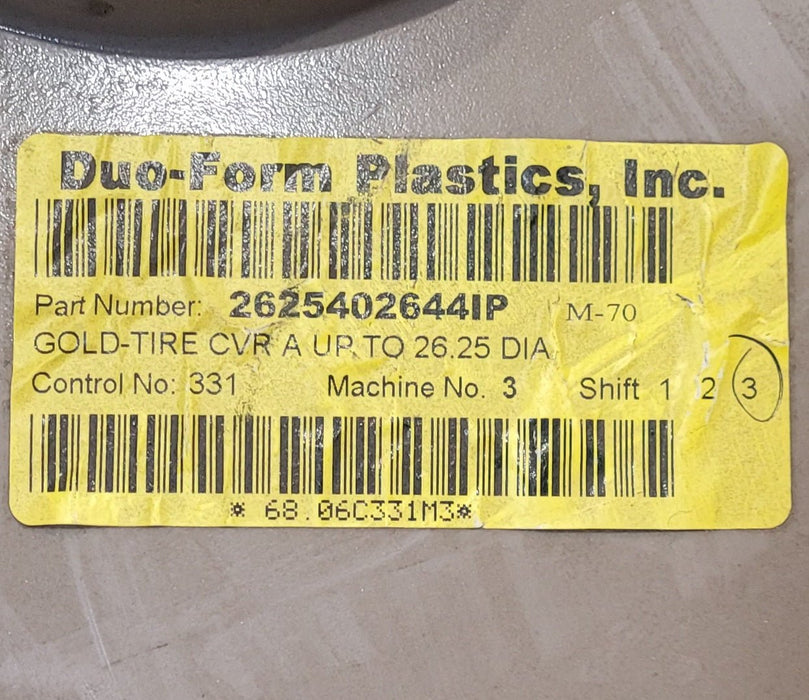 Duo-Form Plastics, Inc.
Part Number: 2625402644IP M-70
GOLD-TIRE CVR A UP TO 26.25 DIA
Control No: 331 Machine No. 3 Shift 1 2 3
* 68.06C331M3*